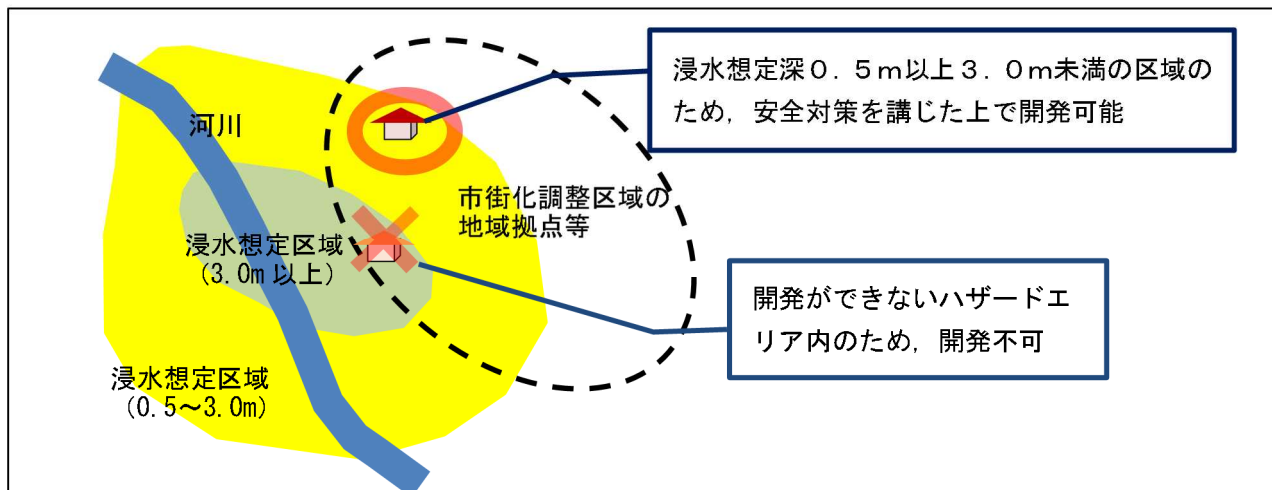 浸水想定深０．５ｍ以上３．０ｍ未満の区域の
ため，安全対策を講じた上で開発可能
河川
市街化調整区域の
地域拠点等
浸水想定区域
（3.0m 以上）
開発ができないハザードエ
リア内のため，開発不可
浸水想定区域
（0.5～3.0m）